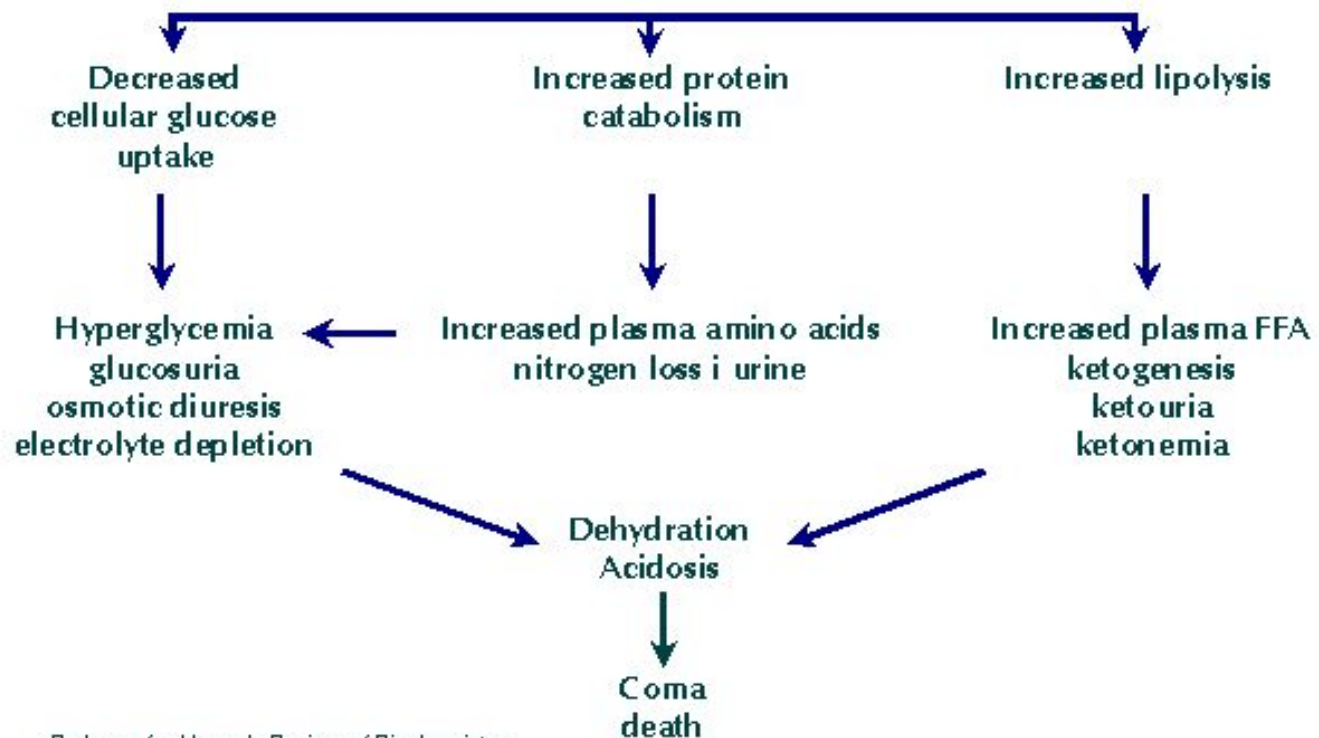 Decreased
cellular glucose
uptake
Increased protein
catabolism
Increased lipolysis
Hyperglycemia
glucosuria
osmotic diuresis
electrolyte depletion
Increased plasma amino acids
nitrogen loss i urine
Increased plasma FFA
ketogenesis
ketouria
ketonemia
Dehydration
Acidosis
Coma
death